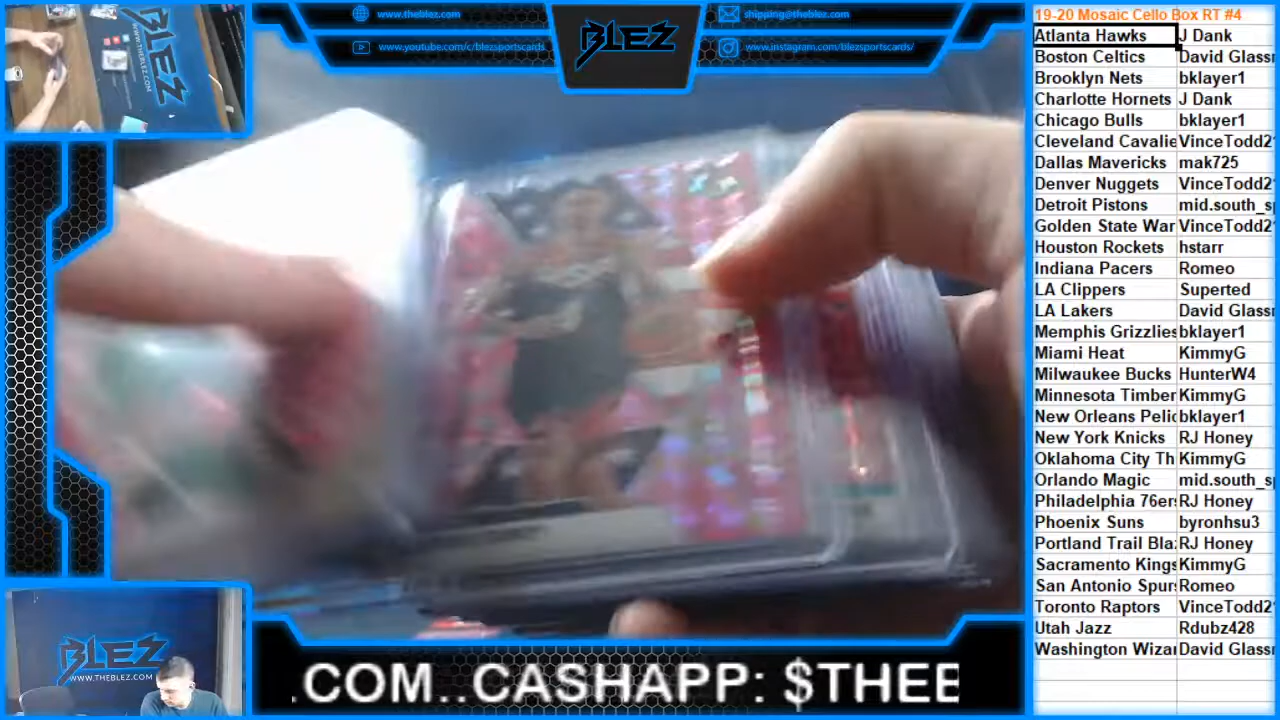 www.theblez.com
shipping@theblez.com
www.youtube.com/c/blezsportscards
BLEZ
www.instagram.com/blezsportscards/
BLEZ
THEBLEZ.COM
19-20 Mosaic Cello Box RT #4
Atlanta Hawks J Dank
Boston Celtics David Glassr
Brooklyn Nets bklayer1
Charlotte Hornets J Dank
Chicago Bulls bklayer1
Cleveland Cavalie VinceTodd2
Dallas Mavericks mak725
Denver Nuggets VinceTodd2
Detroit Pistons mid.south_s
Golden State War VinceTodd2
Houston Rockets hstarr
Indiana Pacers Romeo
LA Clippers Superted
LA Lakers David Glassr
Memphis Grizzlies bklayer1
Miami Heat KimmyG
Milwaukee Bucks HunterW4
Minnesota Timber KimmyG
New Orleans Pelic bklayer1
New York Knicks RJ Honey
Oklahoma City Th KimmyG
Orlando Magic mid.south_s
Philadelphia 76ers RJ Honey
Phoenix Suns byronhsu3
Portland Trail Bla RJ Honey
Sacramento Kings KimmyG
San Antonio Spurs Romeo
Toronto Raptors VinceTodd2
Utah Jazz Rdubz428
Washington Wizar David Glassr
BLEZ
WWW.THEBLEZ.COM
.COM..CASHAPP: $THEB